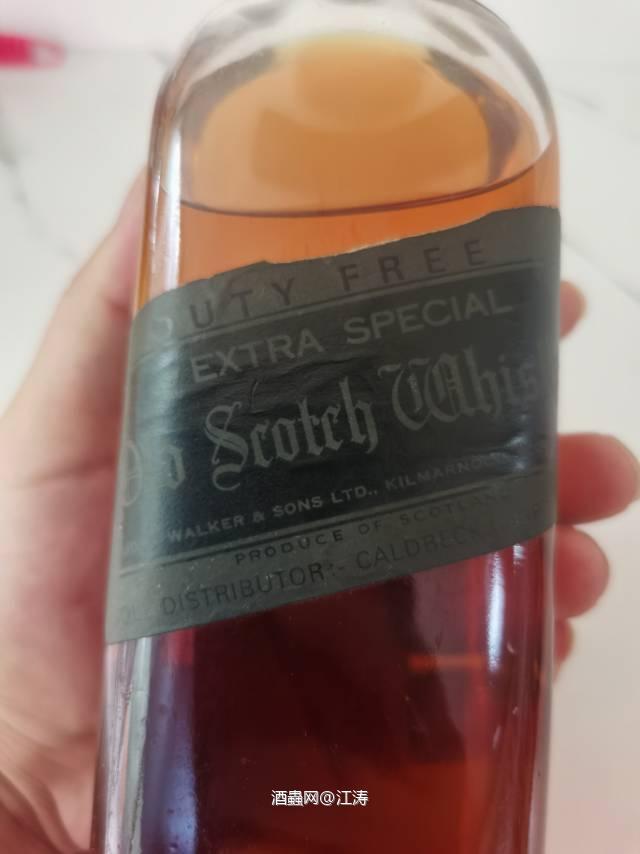 DUTY FREE
EXTRA SPECIAL
Old Scotch
WALKER & SONS LTD., KILMARNOCK
PRODUCE OF SCOTLAND
DISTRIBUTOR:- CALDBECK
酒蟲网@江涛